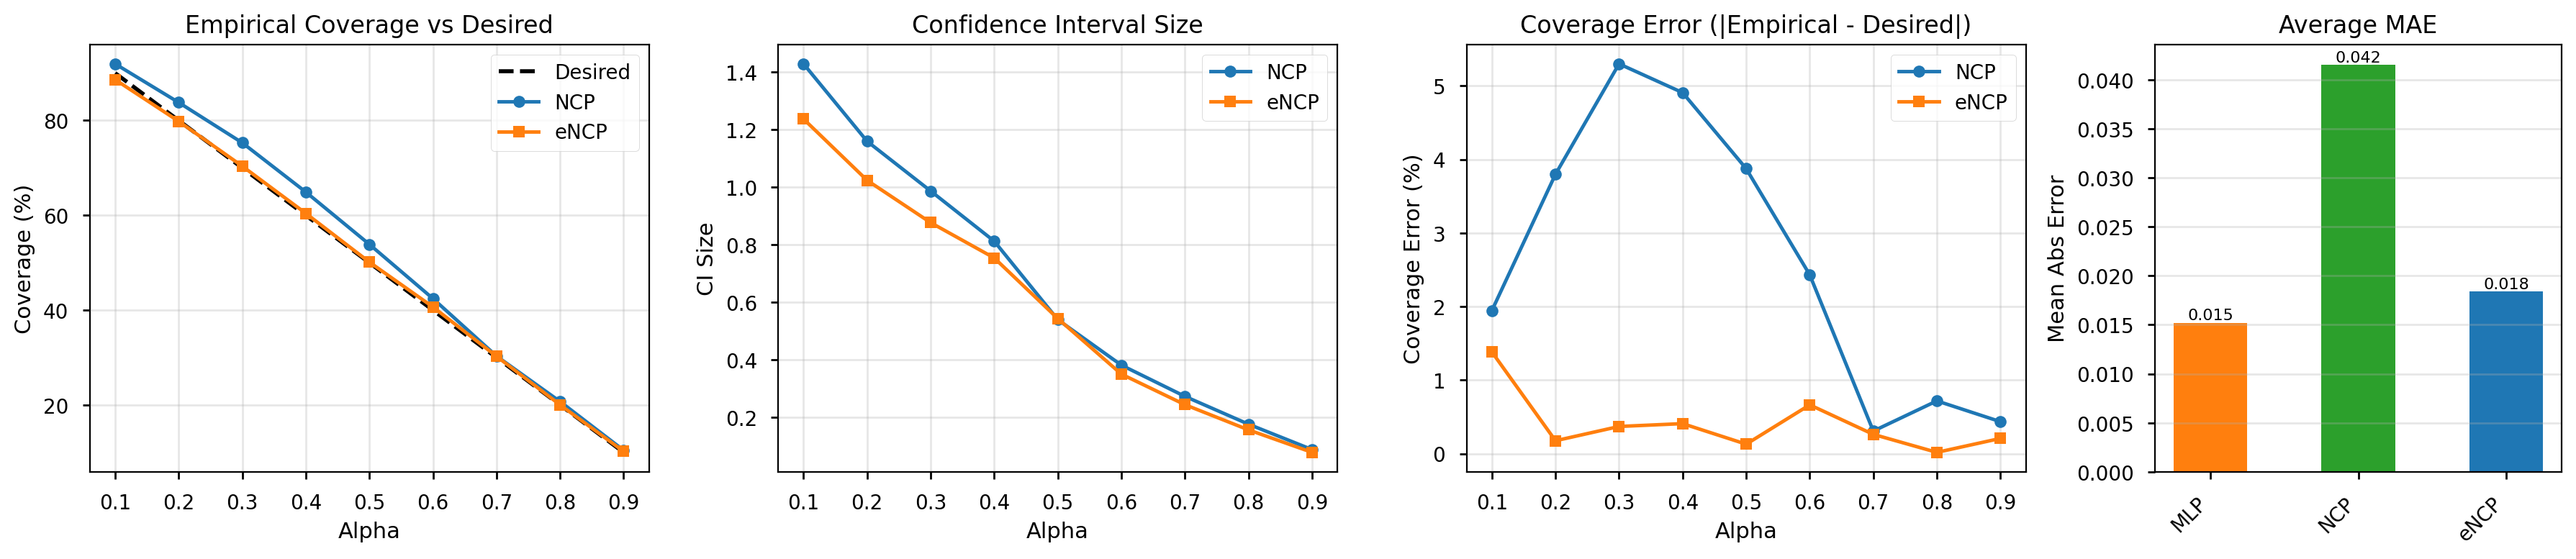 Empirical Coverage vs Desired
Coverage (%)
80
60
40
20
Desired
NCP
eNCP
0.1 0.2 0.3 0.4 0.5 0.6 0.7 0.8 0.9
Alpha
Confidence Interval Size
CI Size
1.4
1.2
1.0
0.8
0.6
0.4
0.2
NCP
eNCP
0.1 0.2 0.3 0.4 0.5 0.6 0.7 0.8 0.9
Alpha
Coverage Error (|Empirical - Desired|)
Coverage Error (%)
5
4
3
2
1
0
NCP
eNCP
0.1 0.2 0.3 0.4 0.5 0.6 0.7 0.8 0.9
Alpha
Average MAE
Mean Abs Error
0.040
0.035
0.030
0.025
0.020
0.015
0.010
0.005
0.000
0.015
0.042
0.018
MLP
NCP
eNCP